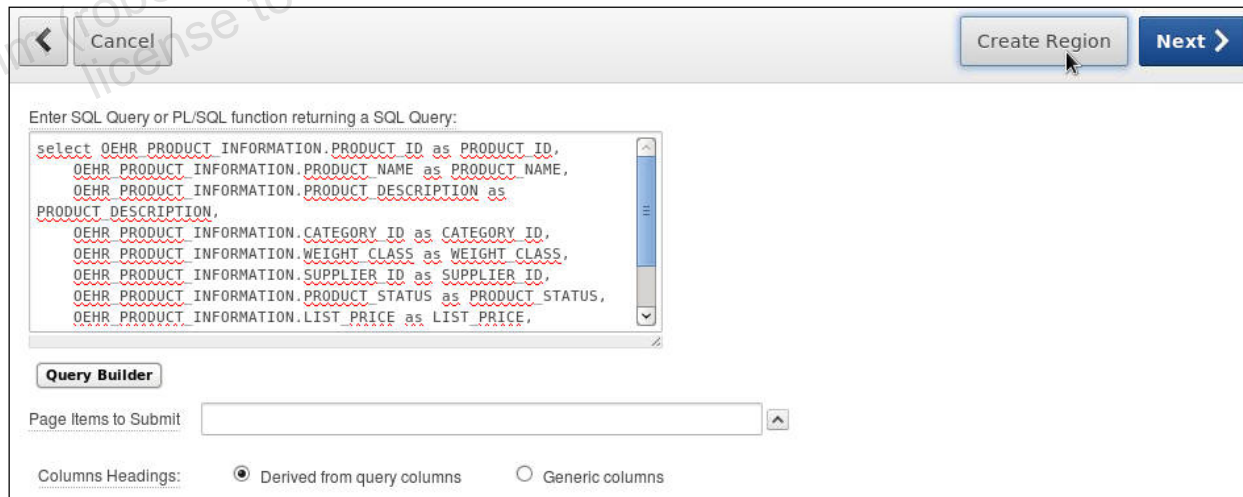 license to
Cancel
Create Region
Next
Enter SQL Query or PL/SQL function returning a SQL Query:
select OEHR_PRODUCT_INFORMATION.PRODUCT_ID as PRODUCT_ID,
OEHR_PRODUCT_INFORMATION.PRODUCT_NAME as PRODUCT_NAME,
OEHR_PRODUCT_INFORMATION.PRODUCT_DESCRIPTION as
PRODUCT_DESCRIPTION,
OEHR_PRODUCT_INFORMATION.CATEGORY_ID as CATEGORY_ID,
OEHR_PRODUCT_INFORMATION.WEIGHT_CLASS as WEIGHT_CLASS,
OEHR_PRODUCT_INFORMATION.SUPPLIER_ID as SUPPLIER_ID,
OEHR_PRODUCT_INFORMATION.PRODUCT_STATUS as PRODUCT_STATUS,
OEHR_PRODUCT_INFORMATION.LIST_PRICE as LIST_PRICE,
Query Builder
Page Items to Submit
Columns Headings:
Derived from query columns
Generic columns